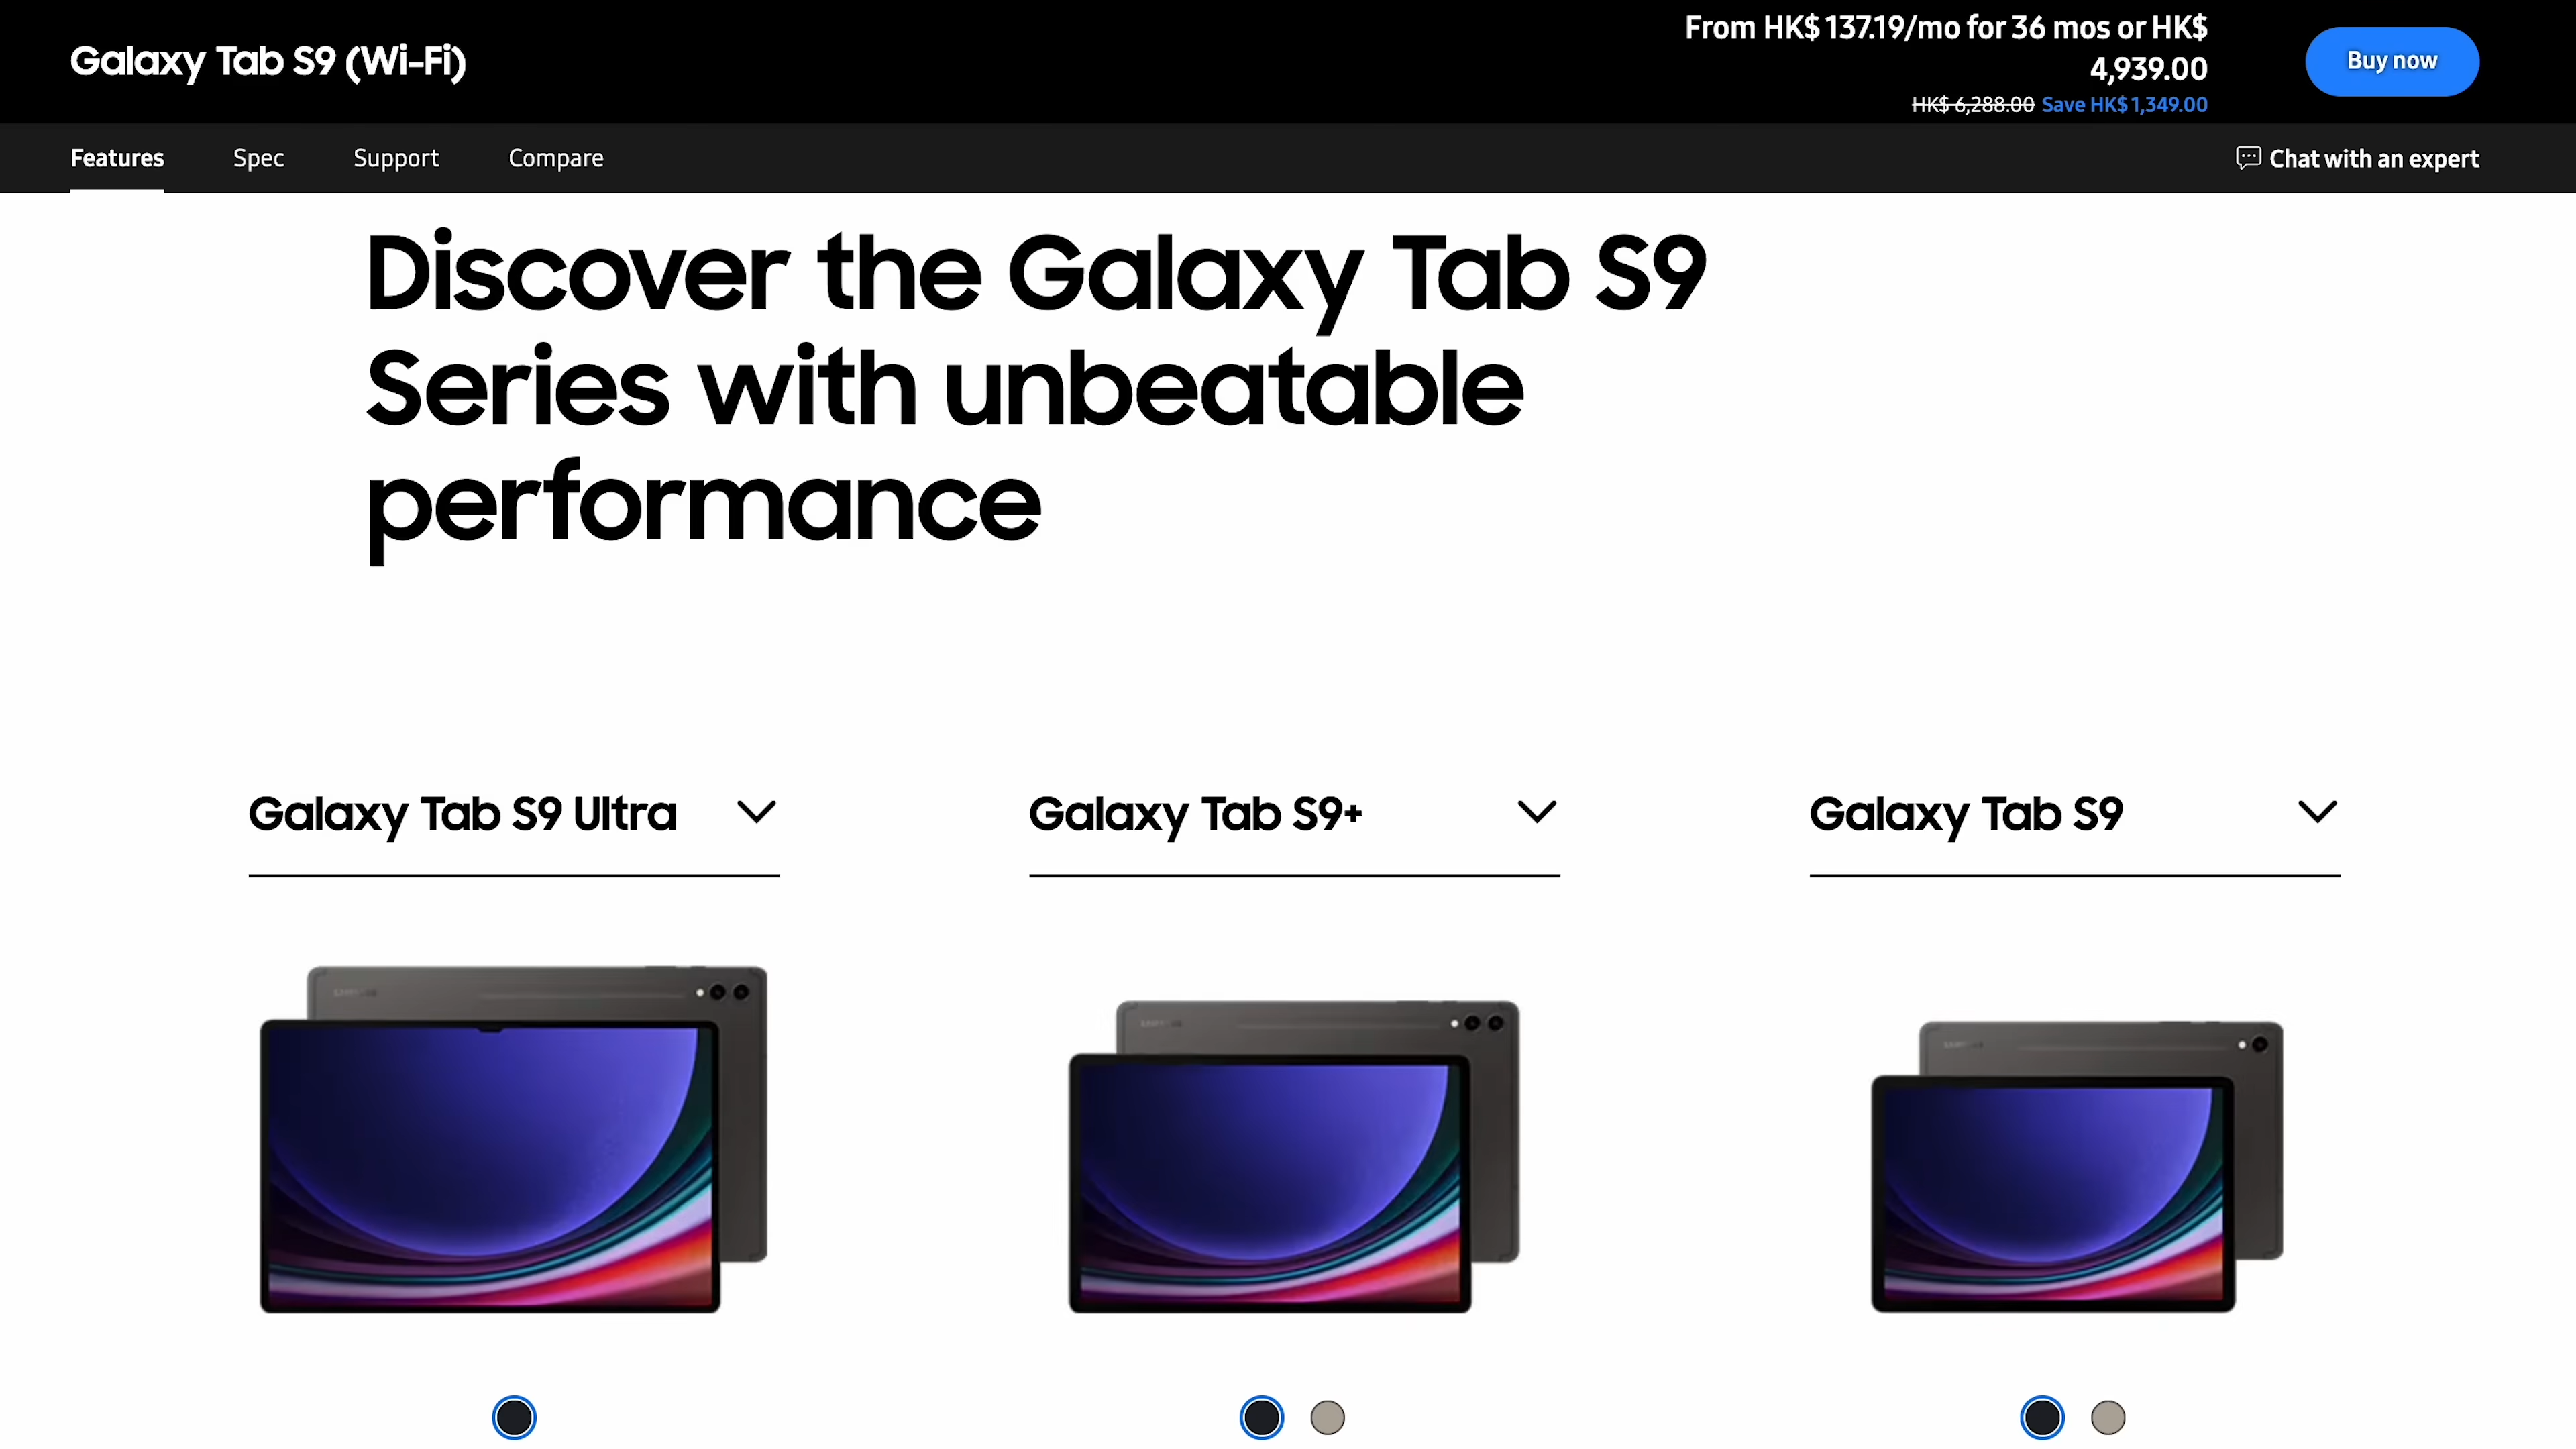 Galaxy Tab S9 (Wi-Fi)
From HK$ 137.19/mo for 36 mos or HK$
4,939.00
HK$ 6,288.00 Save HK$ 1,349.00
Buy now
Features Spec Support Compare
Chat with an expert
Discover the Galaxy Tab S9
Series with unbeatable
performance
Galaxy Tab S9 Ultra
Galaxy Tab S9+
Galaxy Tab S9